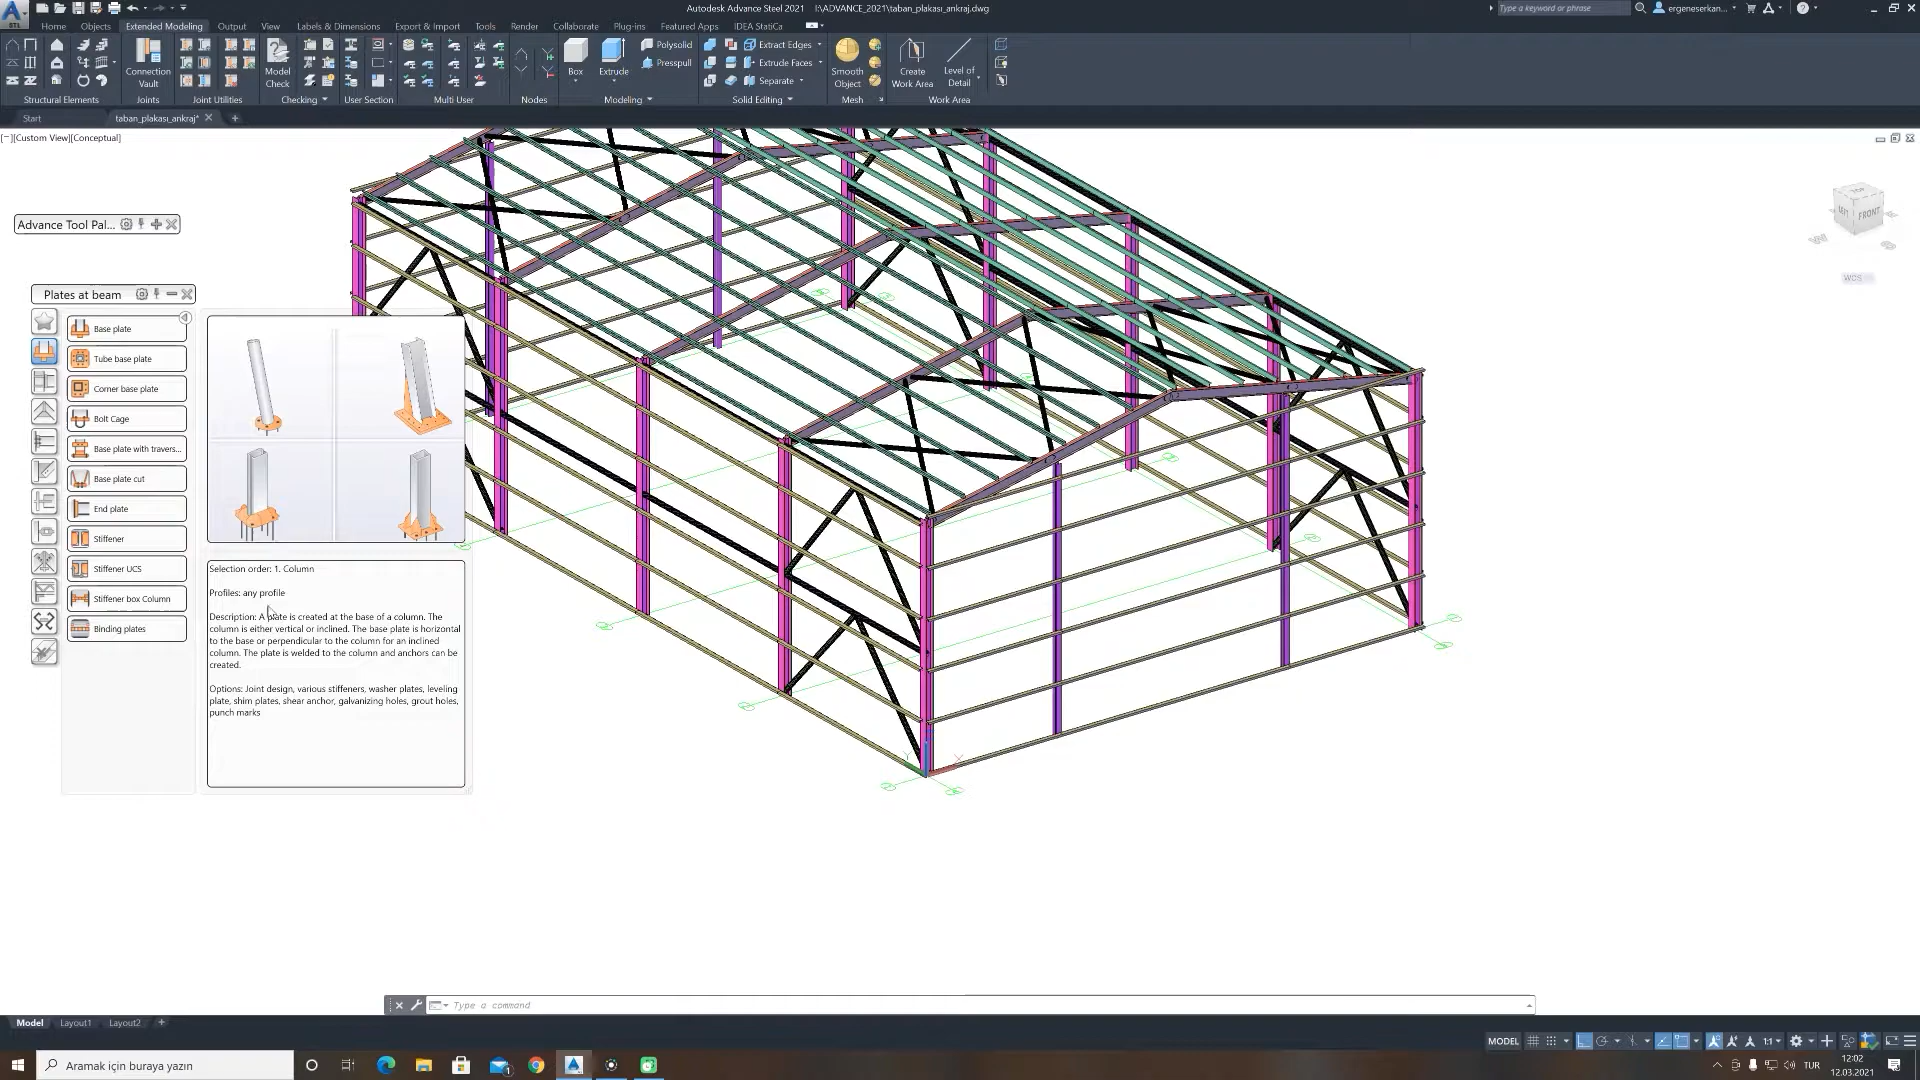 Autodesk Advance Steel 2021 I:\ADVANCE_2021\taban_plakası_ankraj.dwg
Type a keyword or phrase
ergeneserkan...
Home Objects Extended Modeling Output View Labels & Dimensions Export & Import Tools Render Collaborate Plug-ins Featured Apps IDEA StatiCa
Connection Vault
Model Check
Box
Extrude
Polysolid
Presspull
Extrude Faces
Extract Edges
Separate
Smooth Object
Create Work Area
Level of Detail
Structural Elements Joints Joint Utilities Checking User Section Multi User Nodes Modeling Solid Editing Mesh Work Area
Start taban_plakası_ankraj*
[−][Custom View][Conceptual]
TOP
LEFT
FRONT
W
S
WCS
Advance Tool Pal...
Plates at beam
Base plate
Tube base plate
Corner base plate
Bolt Cage
Base plate with travers...
Base plate cut
End plate
Stiffener
Stiffener UCS
Stiffener box Column
Binding plates
Selection order: 1. Column
Profiles: any profile
Description: A plate is created at the base of a column. The
column is either vertical or inclined. The base plate is horizontal
to the base or perpendicular to the column for an inclined
column. The plate is welded to the column and anchors can be
created.
Options: Joint design, various stiffeners, washer plates, leveling
plate, shim plates, shear anchor, galvanizing holes, grout holes,
punch marks
Y X
Type a command
Model Layout1 Layout2
MODEL 1:1
Aramak için buraya yazın
TUR
12:02
12.03.2021